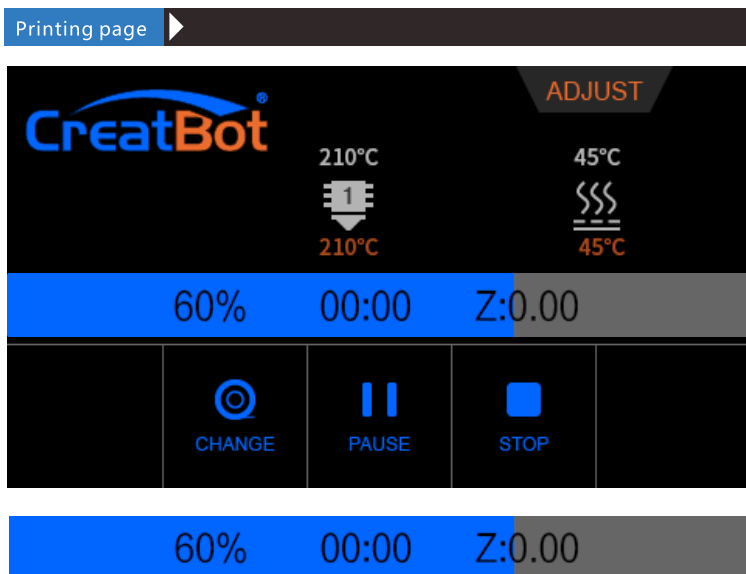 Printing page
ADJUST
CreatBot®
210°C 45°C
1
210°C 45°C
60% 00:00 Z:0.00
CHANGE PAUSE STOP
60% 00:00 Z:0.00